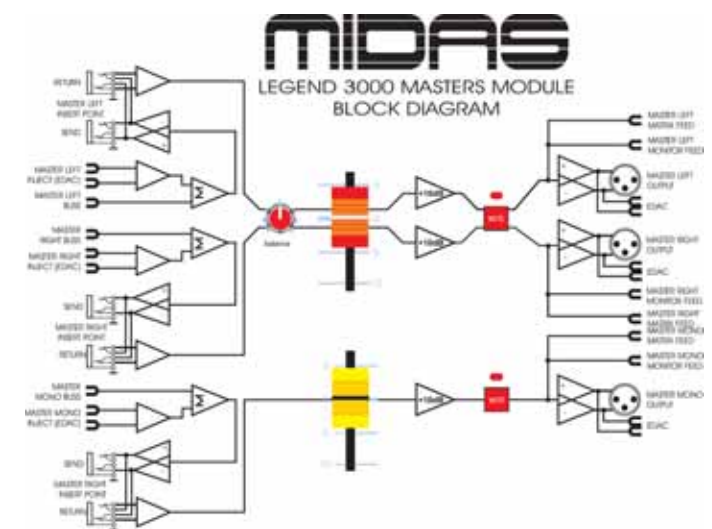 MIDAS
LEGEND 3000 MASTERS MODULE
BLOCK DIAGRAM
RETURN
MASTER LEFT
INSERT POINT
SEND
MASTER LEFT
INJECT (EDAC)
MASTER LEFT
BUSS
MASTER
RIGHT BUSS
MASTER RIGHT
INJECT (EDAC)
SEND
MASTER RIGHT
INSERT POINT
RETURN
MASTER
MONO BUSS
MASTER MONO
INJECT (EDAC)
SEND
MASTER RIGHT
INSERT POINT
RETURN
M
M
M
balance
+10dB
+10dB
+10dB
MUTE
MUTE
MASTER LEFT
MATRIX FEED
MASTER LEFT
MONITOR FEED
MASTER LEFT
OUTPUT
EDAC
MASTER RIGHT
OUTPUT
EDAC
MASTER RIGHT
MONITOR FEED
MASTER RIGHT
MATRIX FEED
MASTER MONO
MATRIX FEED
MASTER MONO
MONITOR FEED
MASTER MONO
OUTPUT
EDAC